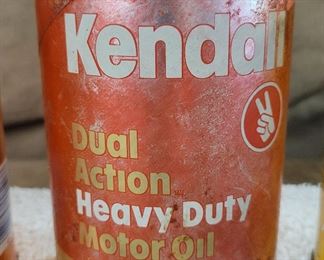 Kendall
Dual
Action
Heavy Duty
Motor Oil